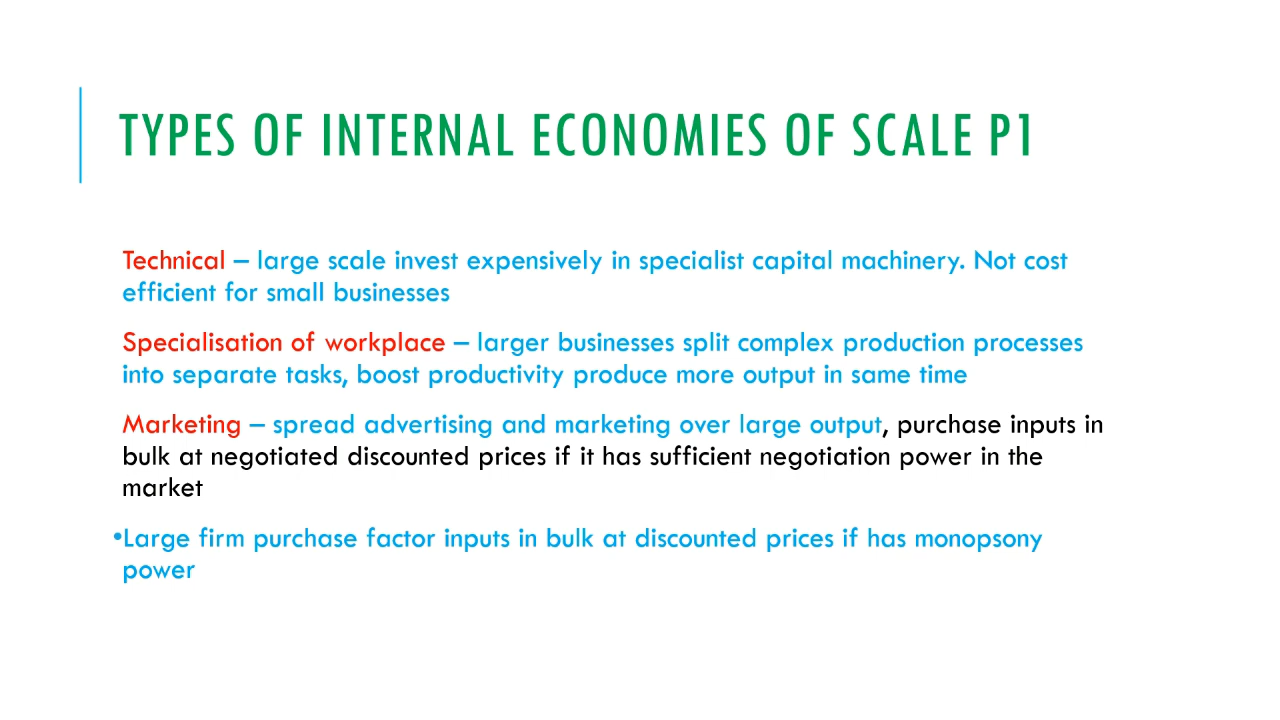 TYPES OF INTERNAL ECONOMIES OF SCALE P1
Technical – large scale invest expensively in specialist capital machinery. Not cost
efficient for small businesses
Specialisation of workplace – larger businesses split complex production processes
into separate tasks, boost productivity produce more output in same time
Marketing – spread advertising and marketing over large output, purchase inputs in
bulk at negotiated discounted prices if it has sufficient negotiation power in the
market
•Large firm purchase factor inputs in bulk at discounted prices if has monopsony
power